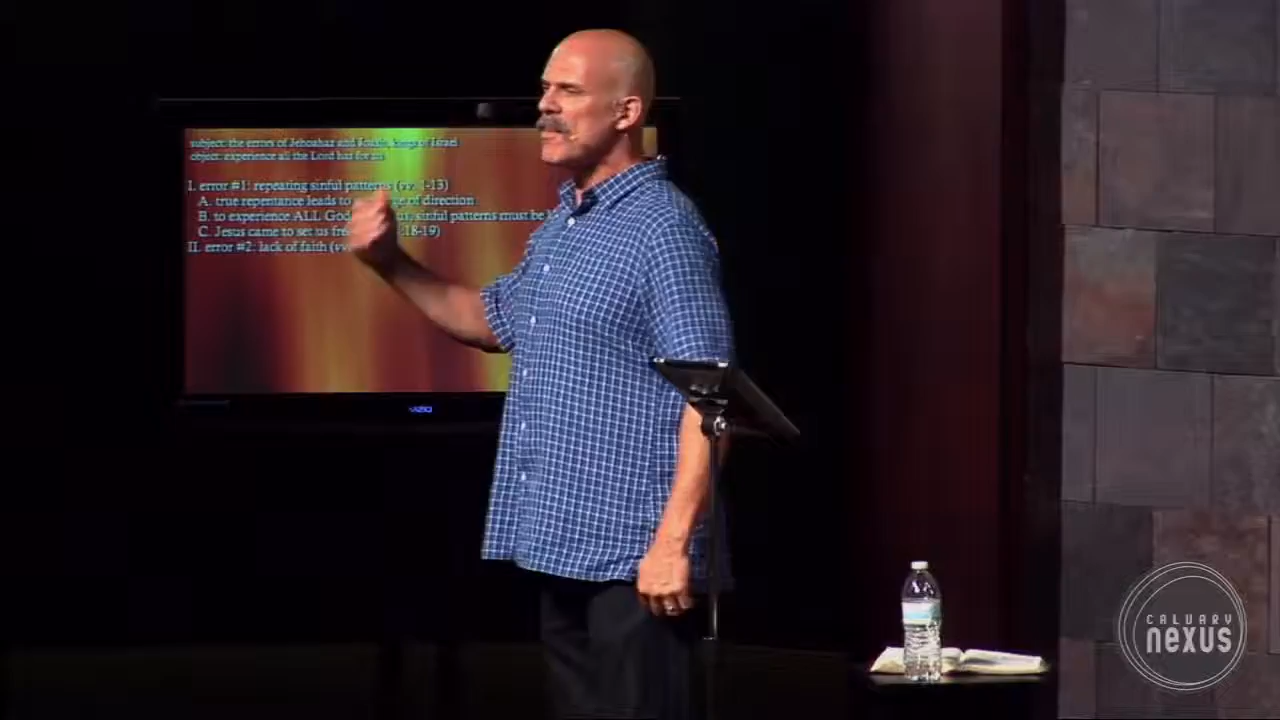 subject: the errors of Jehoahaz and Joash, kings of Israel
object: experience all the Lord has for us
I. error #1: repeating sinful patterns (vv. 1-13)
A. true repentance leads to of direction
B. to experience ALL God us, sinful patterns must be
C. Jesus came to set us :18-19)
II. error #2: lack of faith
VIZIO
CALVARY
nexus